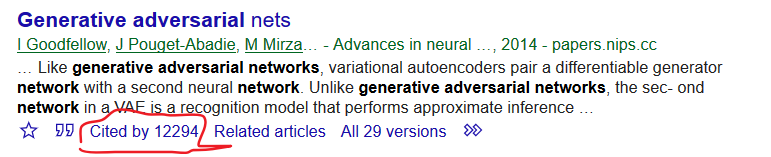 Generative adversarial nets
I Goodfellow, J Pouget-Abadie, M Mirza… - Advances in neural …, 2014 - papers.nips.cc
… Like generative adversarial networks, variational autoencoders pair a differentiable generator
network with a second neural network. Unlike generative adversarial networks, the sec- ond
network in a VAE is a recognition model that performs approximate inference …
Cited by 12294 Related articles All 29 versions